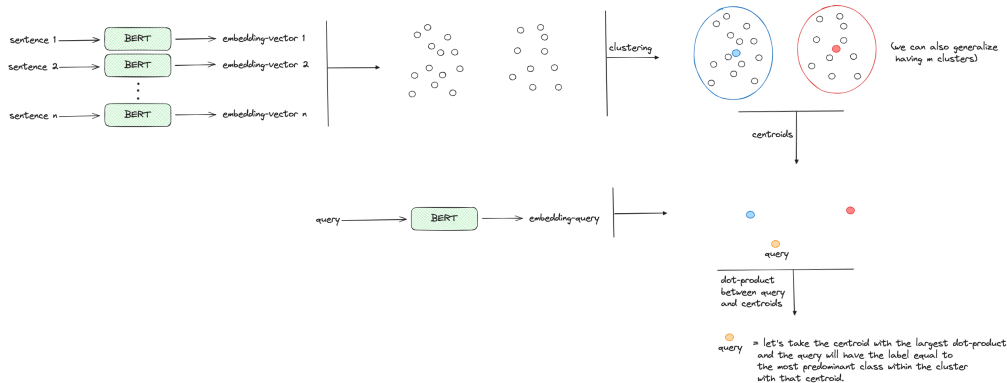 sentence 1
BERT
embedding-vector 1
sentence 2
BERT
embedding-vector 2
sentence n
BERT
embedding-vector n
clustering
(we can also generalize
having m clusters)
centroids
query
BERT
embedding-query
query
dot-product
between query
and centroids
query
= let's take the centroid with the largest dot-product
and the query will have the label equal to
the most predominant class within the cluster
with that centroid.